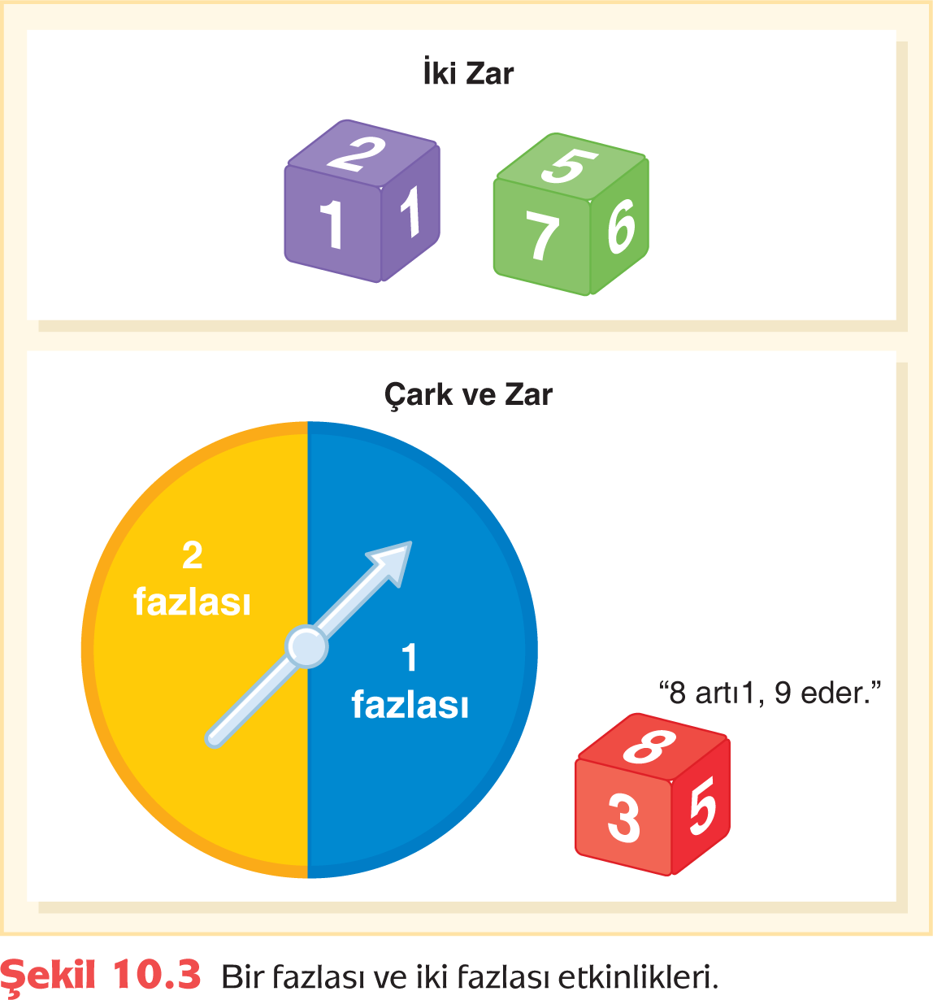 İki Zar
2
1
1
5
7
6
Çark ve Zar
2
fazlası
1
fazlası
“8 artı1, 9 eder.”
8
3
5
Şekil 10.3 Bir fazlası ve iki fazlası etkinlikleri.